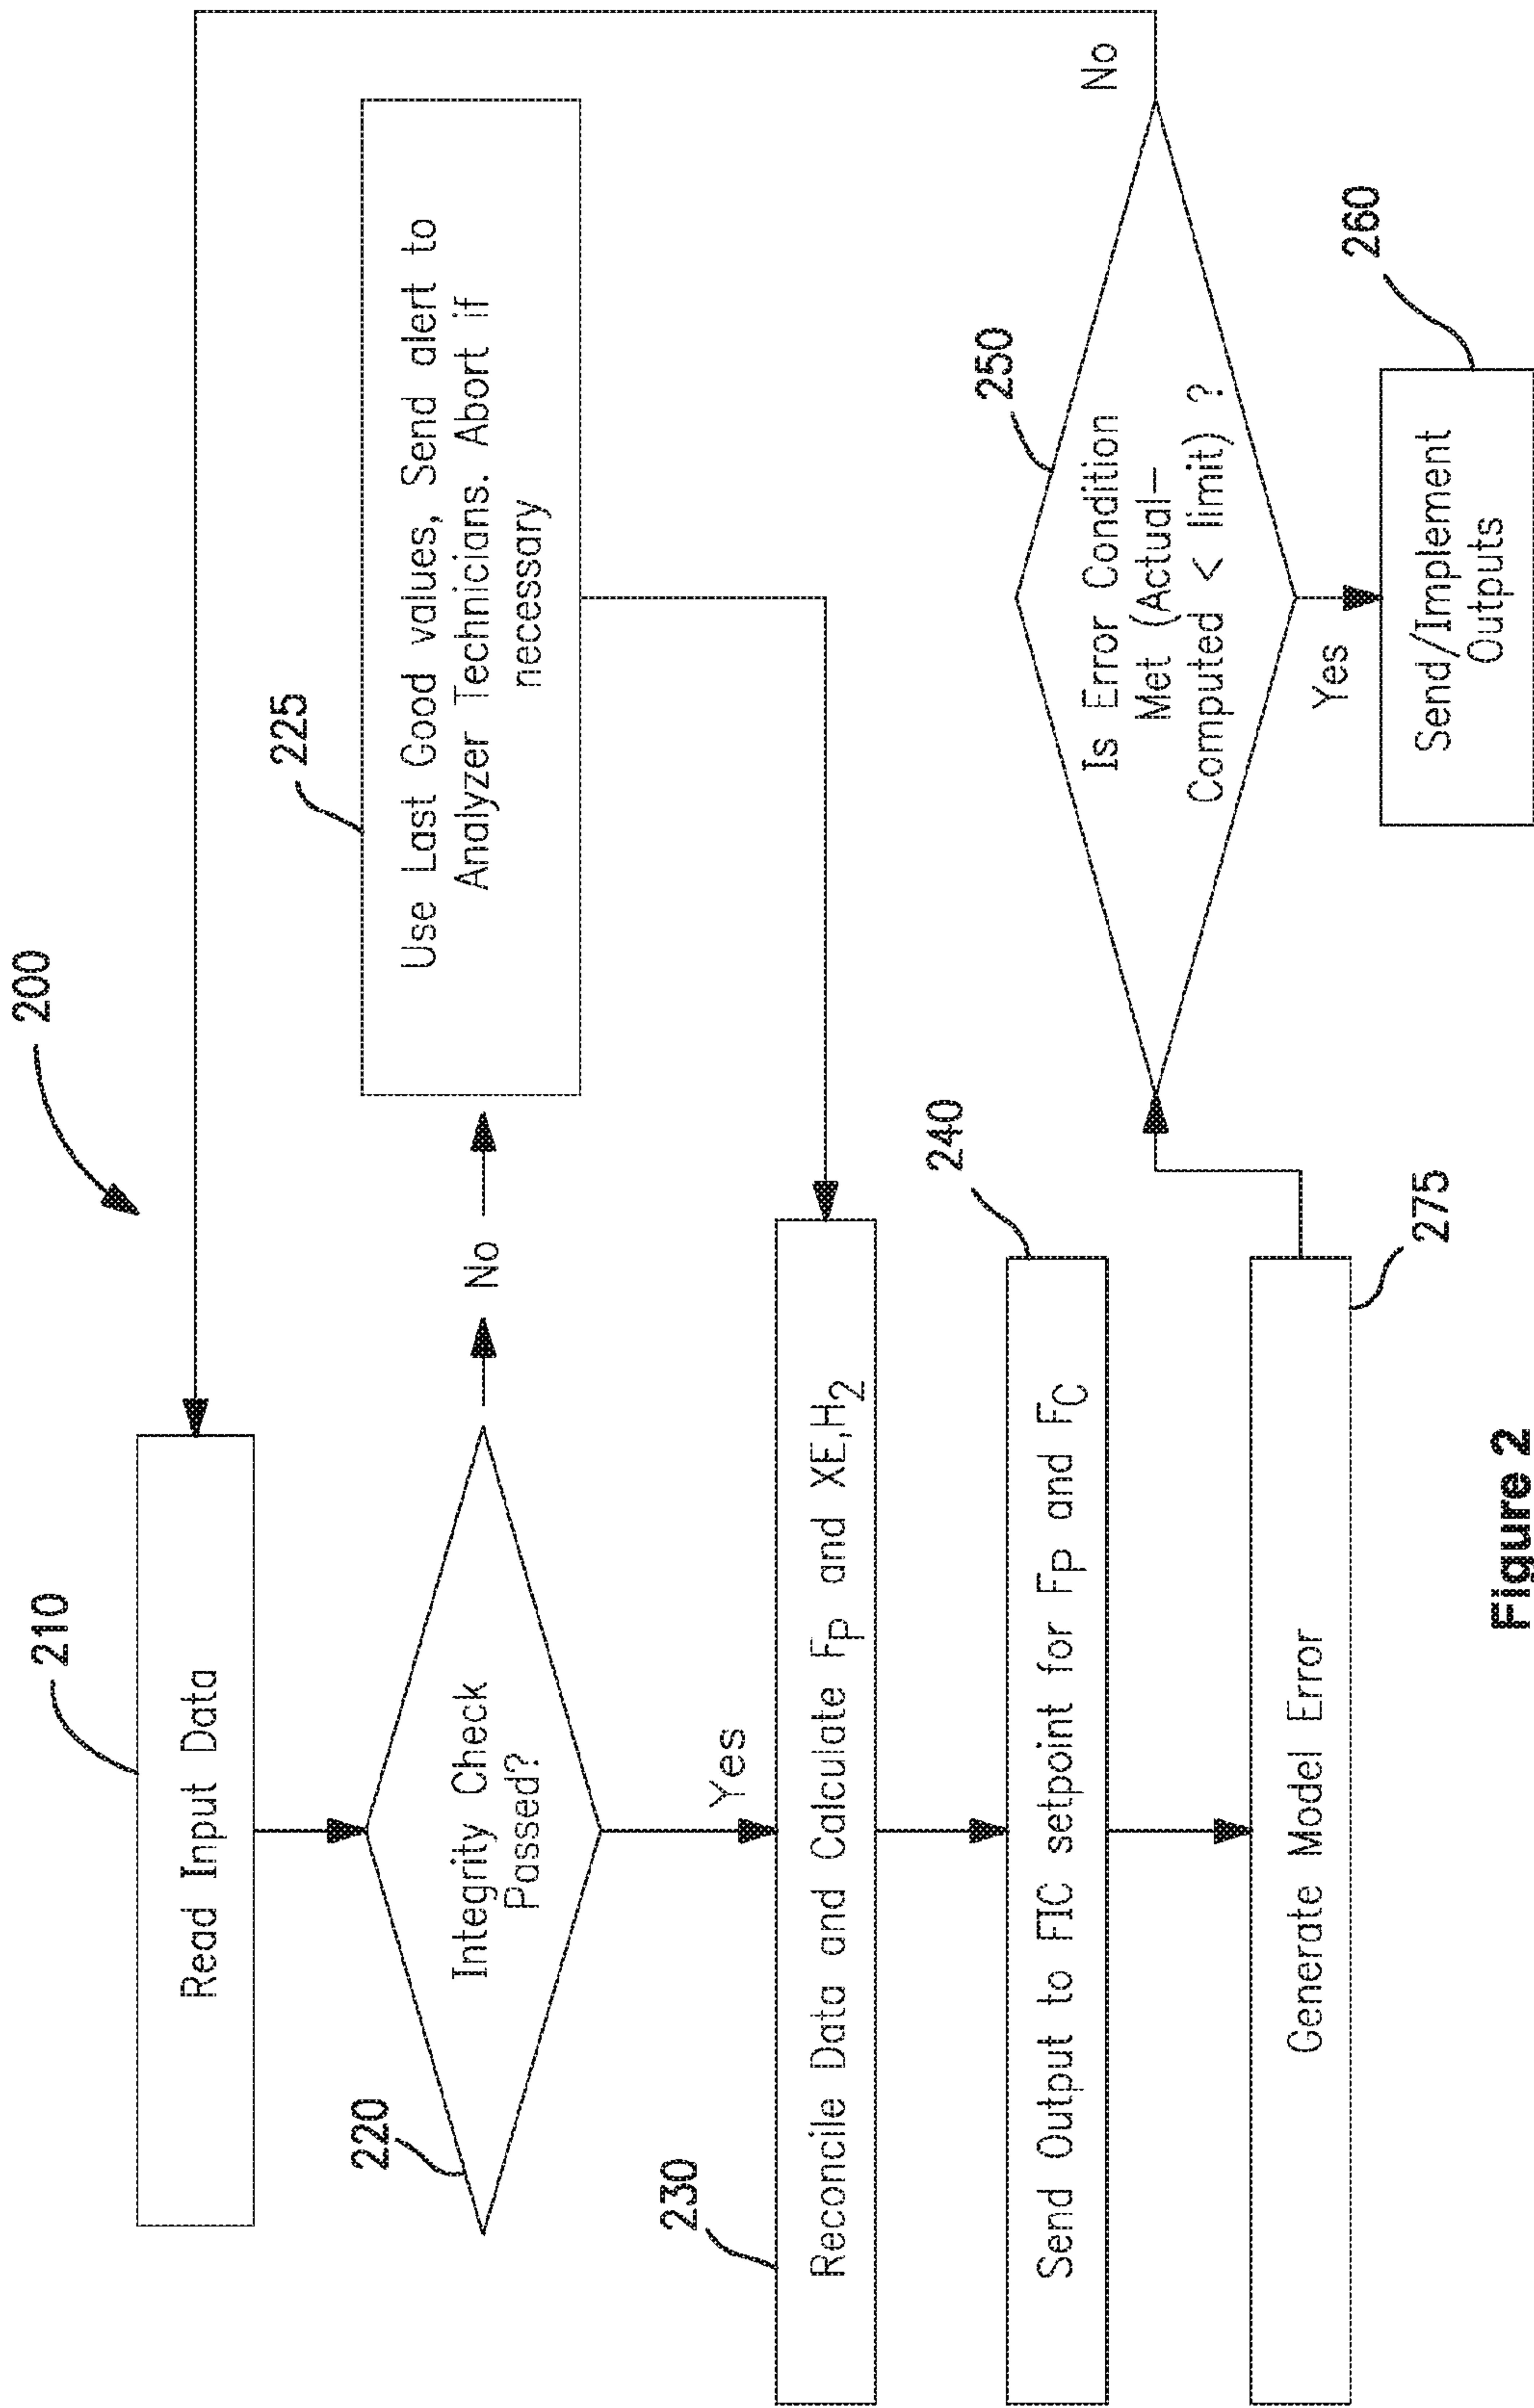 200
210
Read Input Data
220
Integrity Check
Passed?
No
225
Use Last Good values, Send alert to
Analyzer Technicians. Abort if
necessary
Yes
230
Reconcile Data and Calculate FP and XE,H2
240
Send Output to FIC setpoint for FP and FC
Generate Model Error
275
250
Is Error Condition
Met (Actual–
Computed < limit) ?
No
Yes
260
Send/Implement
Outputs
Figure 2